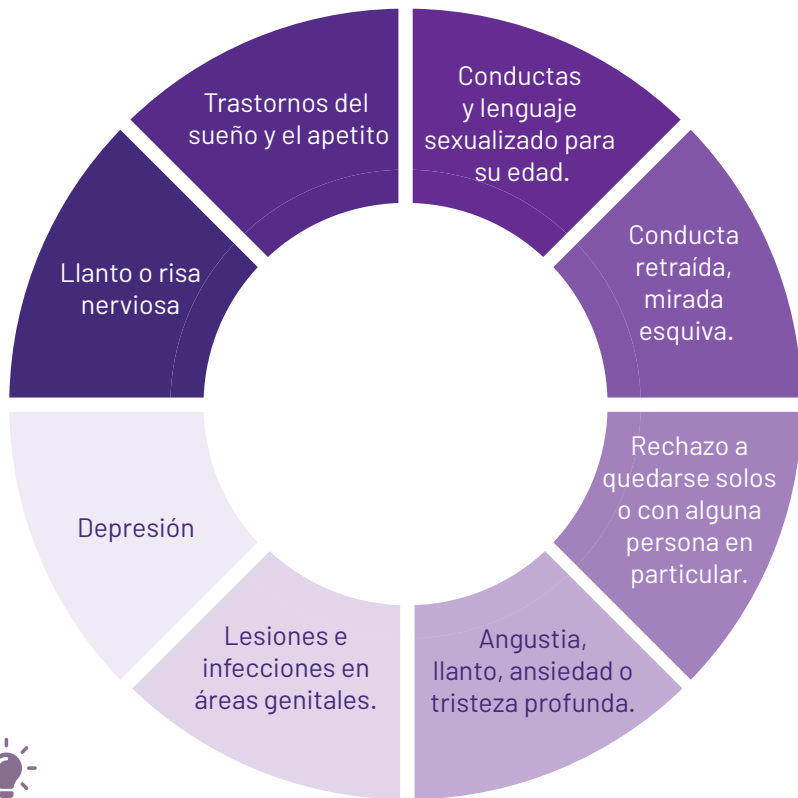 Conductas
y lenguaje
sexualizado para
su edad.
Conducta
retraída,
mirada
esquiva.
Rechazo a
quedarse solos
o con alguna
persona en
particular.
Angustia,
llanto, ansiedad o
tristeza profunda.
Lesiones e
infecciones en
áreas genitales.
Depresión
Llanto o risa
nerviosa
Trastornos del
sueño y el apetito